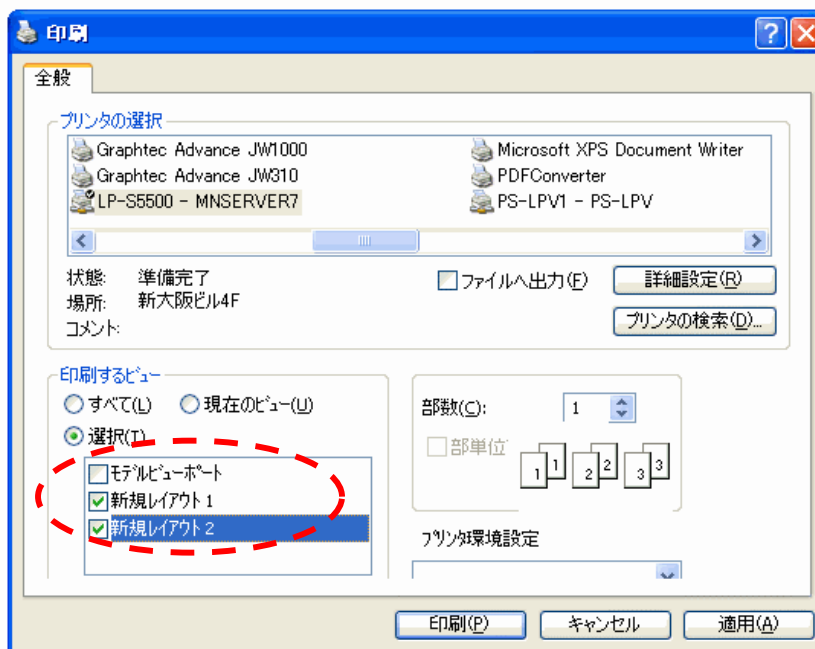 印刷
全般
プリンタの選択
Graphtec Advance JW1000
Microsoft XPS Document Writer
Graphtec Advance JW310
PDFConverter
LP-S5500 - MNSERVER7
PS-LPV1 - PS-LPV
状態: 準備完了
ファイルへ出力(F)
詳細設定(R)
場所: 新大阪ビル4F
コメント:
プリンタの検索(D)...
印刷するビュー
すべて(L)
現在のビュー(U)
選択(T)
モデルビューポート
新規レイアウト 1
新規レイアウト 2
部数(C):
1
部単位
1 1 2 2 3 3
プリンタ環境設定
印刷(P)
キャンセル
適用(A)